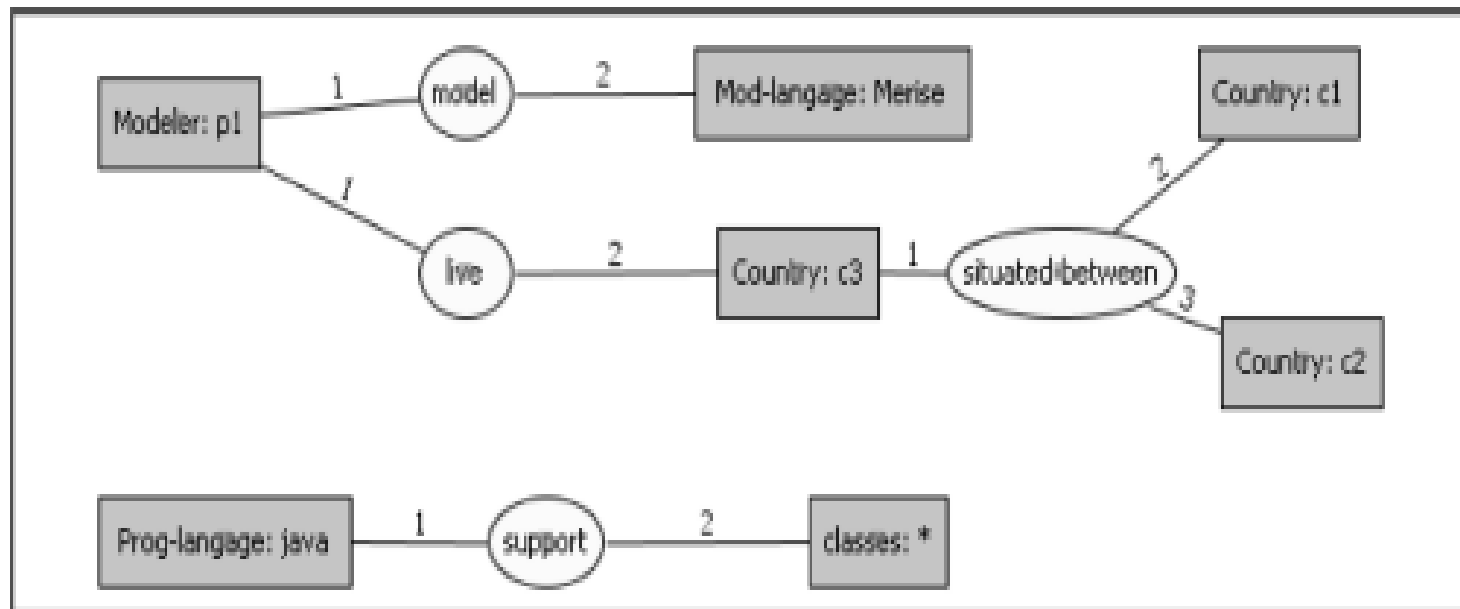 Modeler: p1
1
model
2
Mod-langage: Merise
Country: c1
1
live
2
Country: c3
1
situated-between
2
3
Country: c2
Prog-langage: java
1
support
2
classes: *